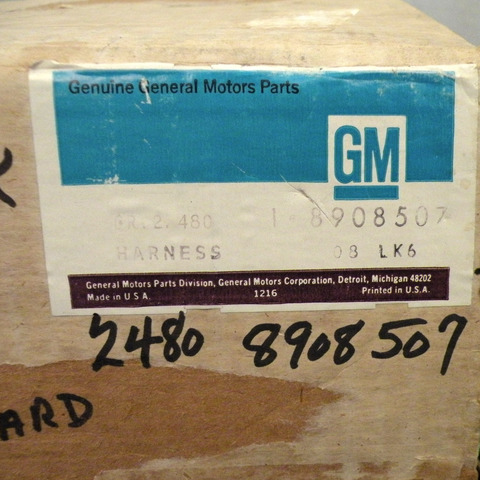 Genuine General Motors Parts
GM
GR. 2. 480 1 8908507
HARNESS 08 LK6
General Motors Parts Division, General Motors Corporation, Detroit, Michigan 48202
Made in U S A. 1216 Printed in U.S.A.
2480 8908507
ARD